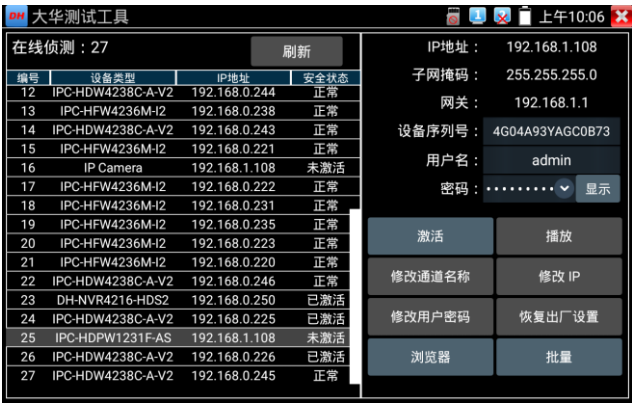 DH 大华测试工具 1 上午10:06
在线侦测：27 刷新
编号 设备类型 IP地址 安全状态
12 IPC-HDW4238C-A-V2 192.168.0.244 正常
13 IPC-HFW4236M-I2 192.168.0.238 正常
14 IPC-HDW4238C-A-V2 192.168.0.243 正常
15 IPC-HFW4236M-I2 192.168.0.221 正常
16 IP Camera 192.168.1.108 未激活
17 IPC-HFW4236M-I2 192.168.0.222 正常
18 IPC-HFW4236M-I2 192.168.0.231 正常
19 IPC-HFW4236M-I2 192.168.0.235 正常
20 IPC-HFW4236M-I2 192.168.0.223 正常
21 IPC-HFW4236M-I2 192.168.0.220 正常
22 IPC-HDW4238C-A-V2 192.168.0.246 正常
23 DH-NVR4216-HDS2 192.168.0.250 已激活
24 IPC-HDW4238C-A-V2 192.168.0.225 已激活
25 IPC-HDPW1231F-AS 192.168.1.108 未激活
26 IPC-HDW4238C-A-V2 192.168.0.226 已激活
27 IPC-HDW4238C-A-V2 192.168.0.245 正常
IP地址： 192.168.1.108
子网掩码： 255.255.255.0
网关： 192.168.1.1
设备序列号： 4G04A93YAGC0B73
用户名： admin
密码： ········· 显示
激活 播放
修改通道名称 修改 IP
修改用户密码 恢复出厂设置
浏览器 批量